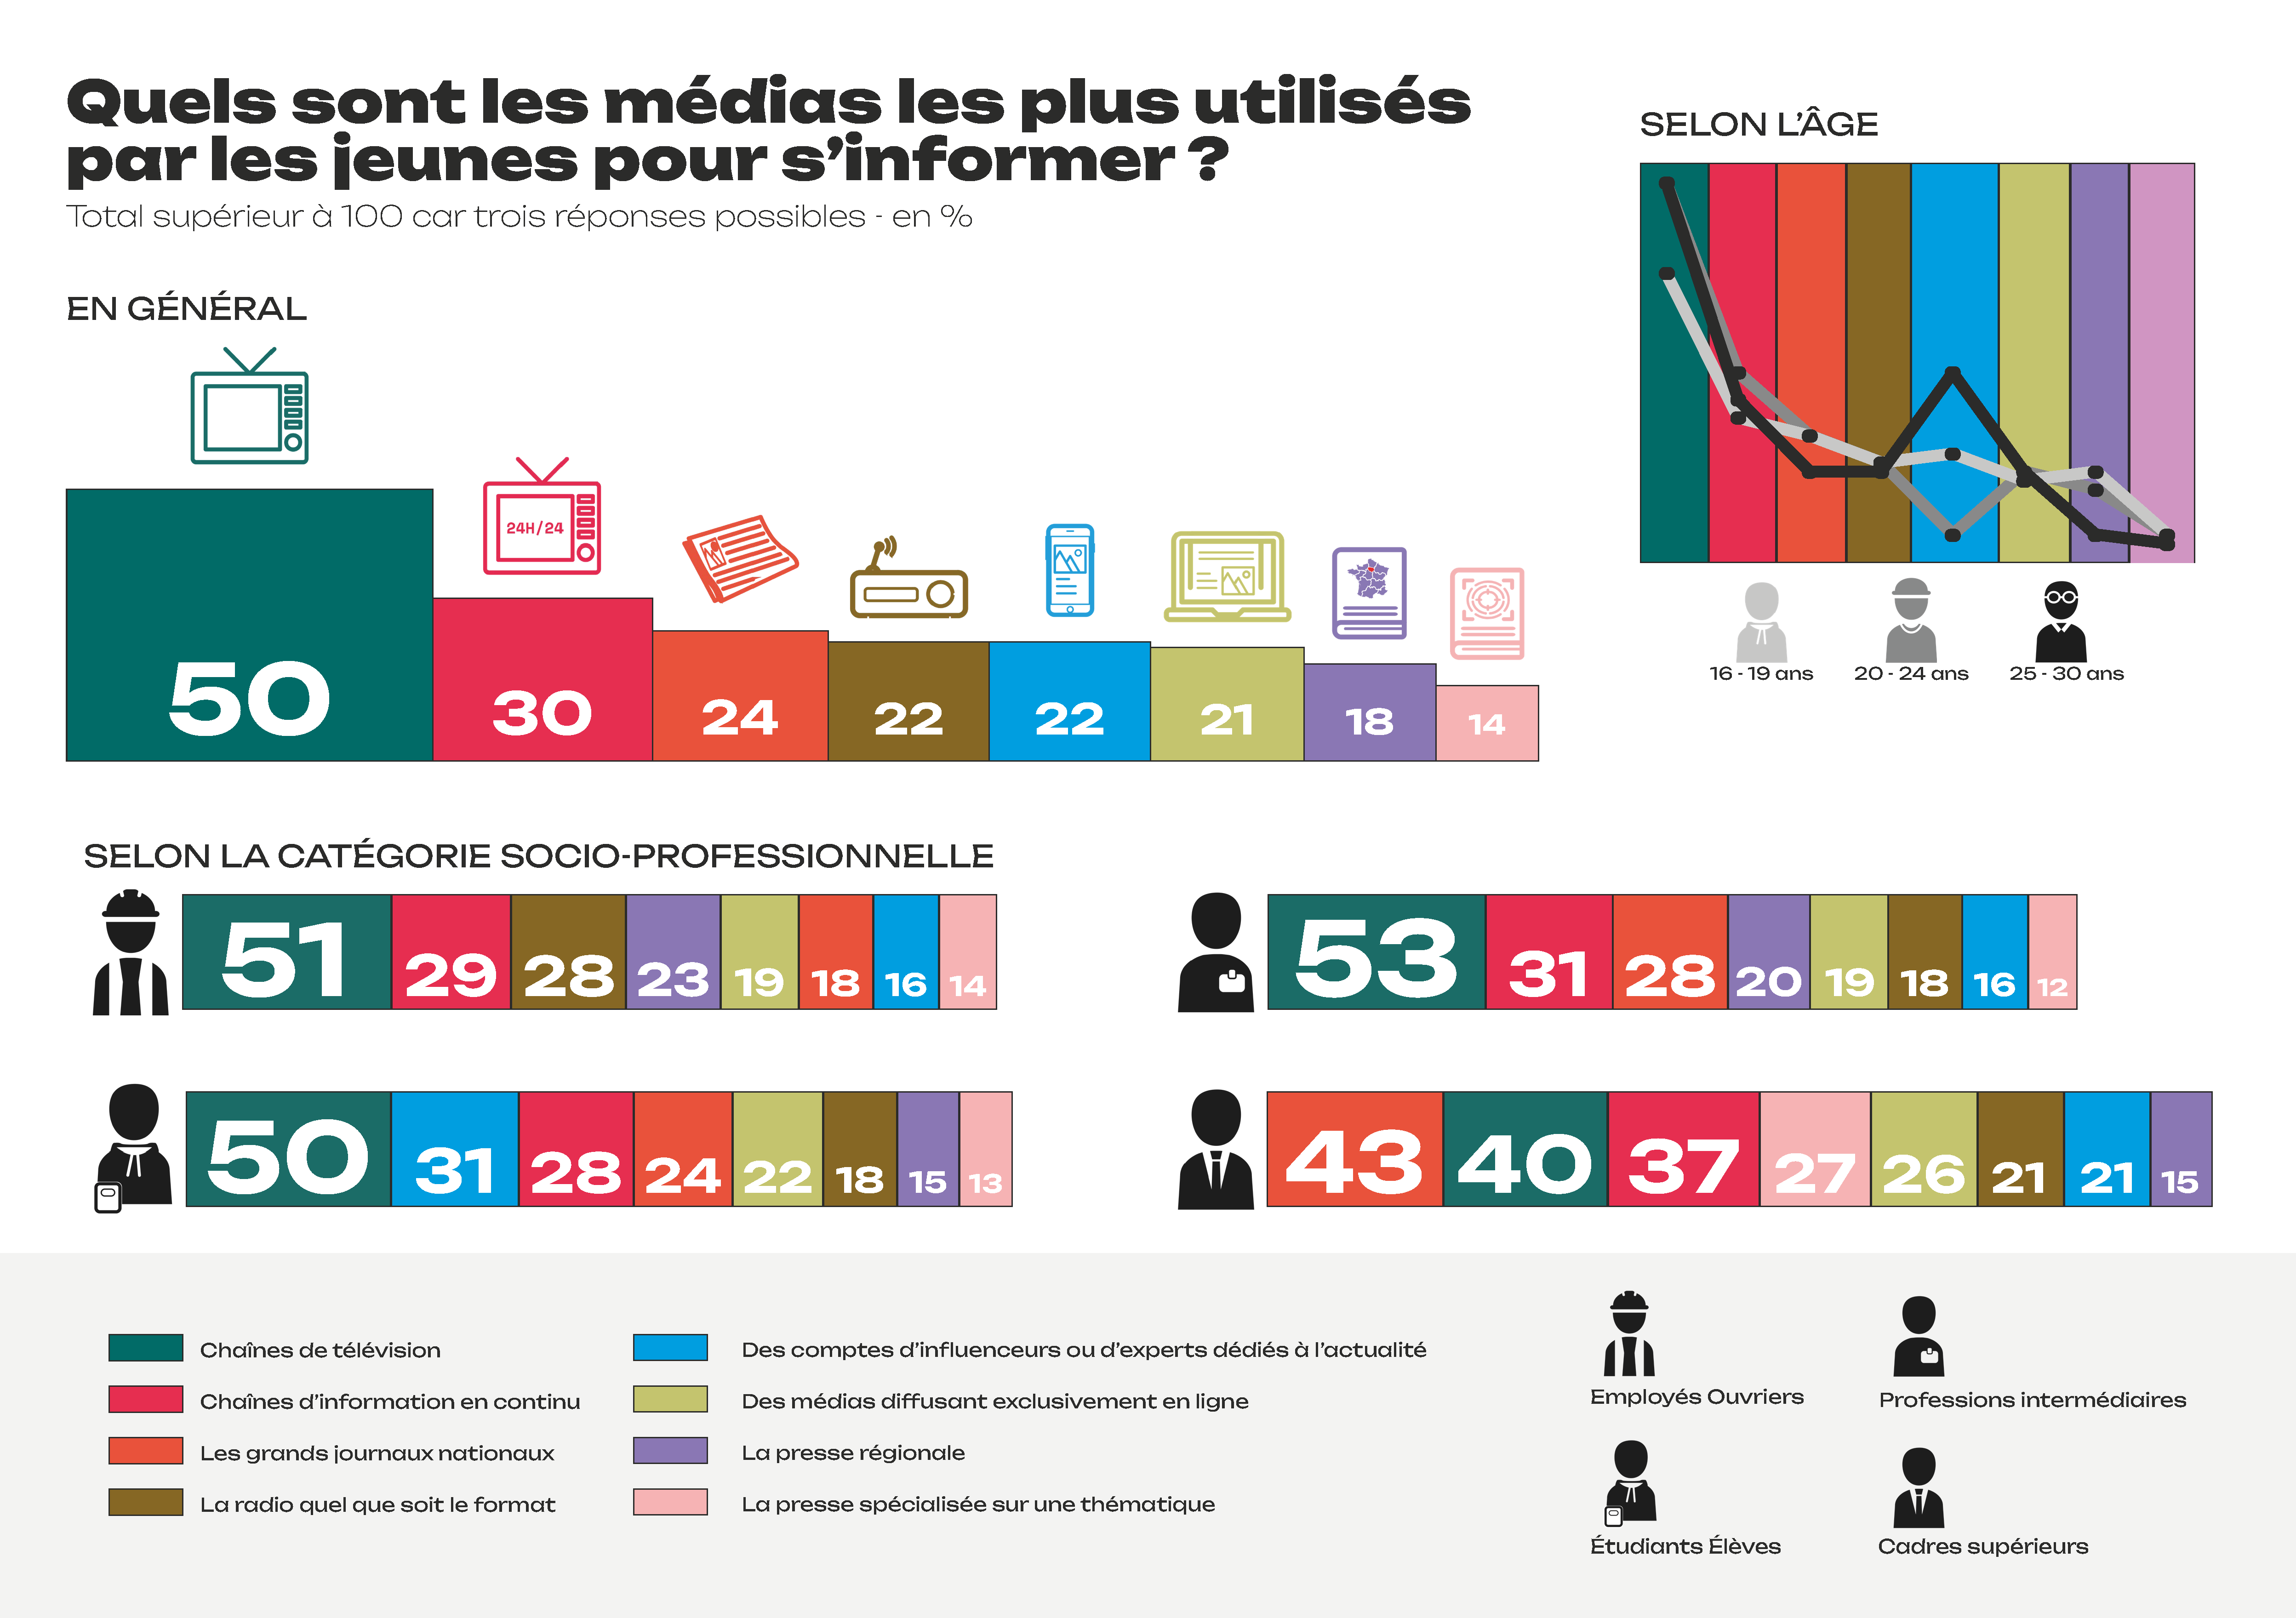 Quels sont les médias les plus utilisés
par les jeunes pour s’informer ?
Total supérieur à 100 car trois réponses possibles - en %
EN GÉNÉRAL
24H/24
50
30
24
22
22
21
18
14
SELON L’ÂGE
16 - 19 ans
20 - 24 ans
25 - 30 ans
SELON LA CATÉGORIE SOCIO-PROFESSIONNELLE
51 29 28 23 19 18 16 14
53 31 28 20 19 18 16 12
50 31 28 24 22 18 15 13
43 40 37 27 26 21 21 15
Chaînes de télévision
Chaînes d’information en continu
Les grands journaux nationaux
La radio quel que soit le format
Des comptes d’influenceurs ou d’experts dédiés à l’actualité
Des médias diffusant exclusivement en ligne
La presse régionale
La presse spécialisée sur une thématique
Employés Ouvriers
Professions intermédiaires
Étudiants Élèves
Cadres supérieurs